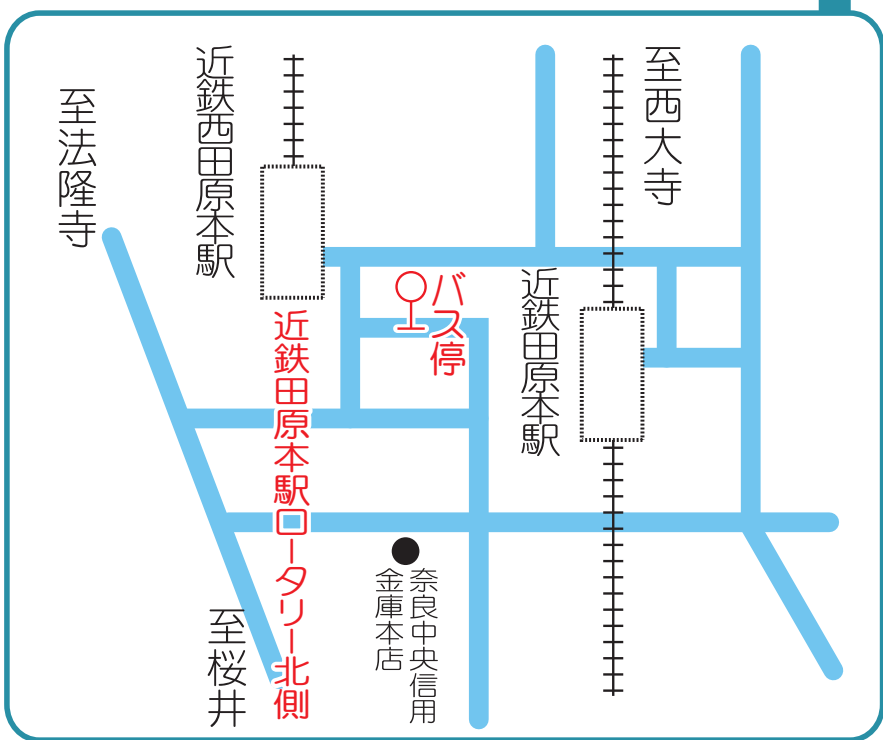 至西大寺
近鉄西田原本駅
至法隆寺
近鉄田原本駅
バス停
近鉄田原本駅ロータリー北側
奈良中央信用
金庫本店
至桜井